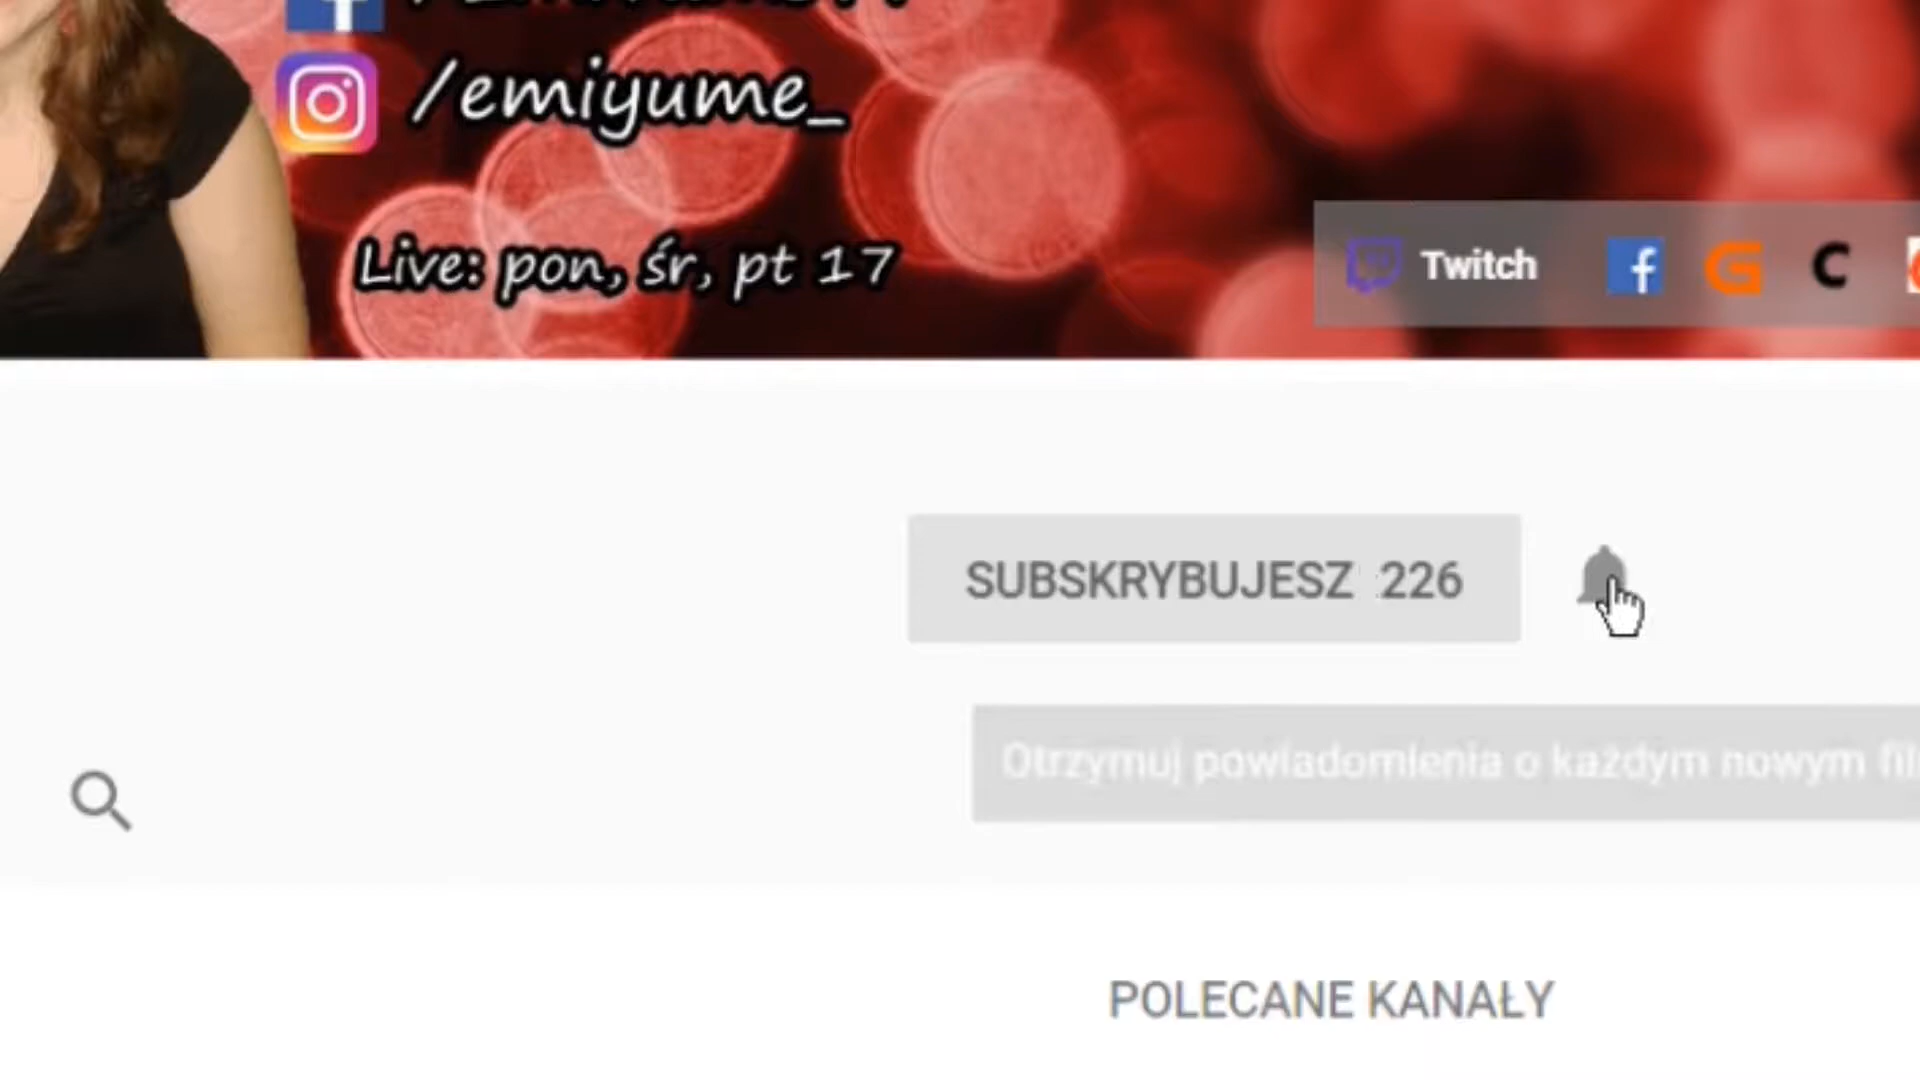 /emiyume_
Live: pon, śr, pt 17
Twitch
SUBSKRYBUJESZ 226
Otrzymuj powiadomienia o każdym nowym
POLECANE KANAŁY